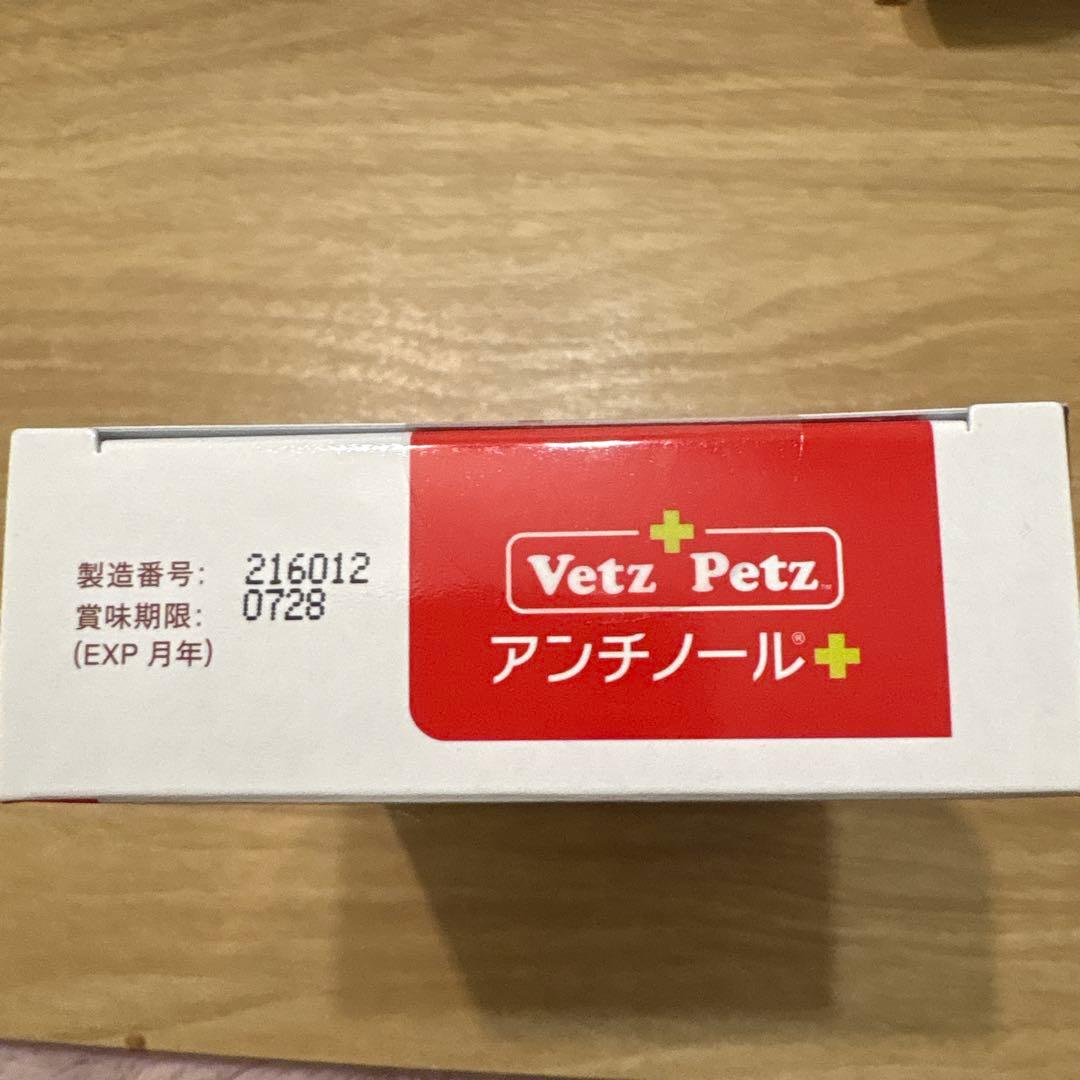 製造番号: 216012
賞味期限: 0728
(EXP 月年)
Vetz Petz™
アンチノール®+